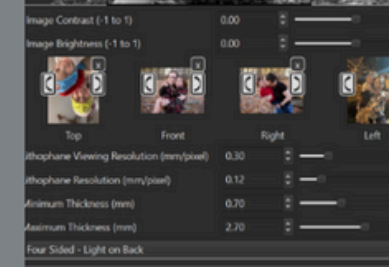 Image Contrast (-1 to 1) 0.00
Image Brightness (-1 to 1) 0.00
x x x
Top Front Right Left
ithophane Viewing Resolution (mm/pixel) 0.30
ithophane Resolution (mm/pixel) 0.12
Minimum Thickness (mm) 0.70
Maximum Thickness (mm) 2.70
Four Sided - Light on Back